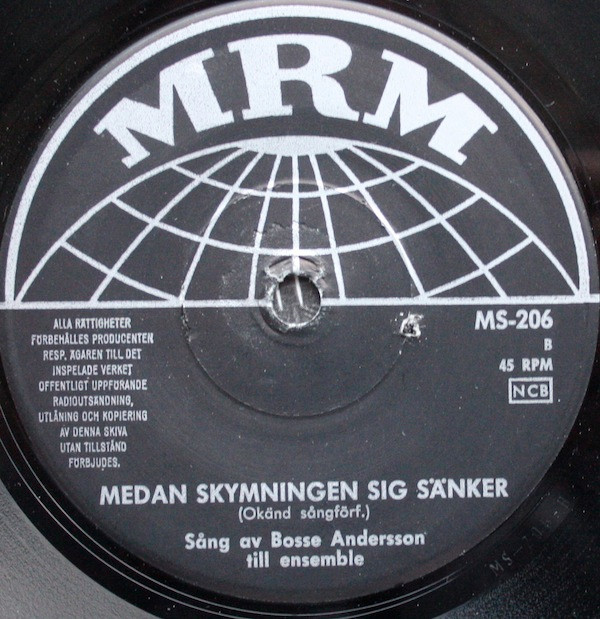 MRM
ALLA RÄTTIGHETER
FÖRBEHÅLLES PRODUCENTEN
RESP. ÄGAREN TILL DET
INSPELADE VERKET
OFFENTLIGT UPPFÖRANDE
RADIOUTSÄNDNING,
UTLÅNING OCH KOPIERING
AV DENNA SKIVA
UTAN TILLSTÅND
FÖRBJUDES.
MS-206
B
45 RPM
NCB
MEDAN SKYMNINGEN SIG SÄNKER
(Okänd sångförf.)
Sång av Bosse Andersson
till ensemble